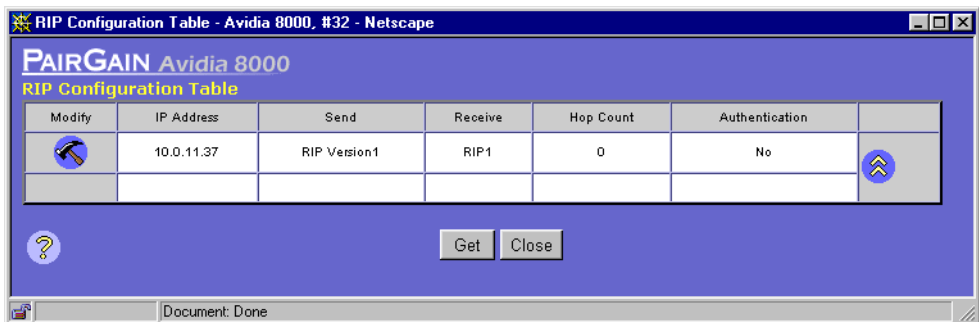 RIP Configuration Table - Avidia 8000, #32 - Netscape
PAIRGAIN Avidia 8000
RIP Configuration Table
Modify IP Address Send Receive Hop Count Authentication
10.0.11.37 RIP Version1 RIP1 0 No
?
Get Close
Document: Done